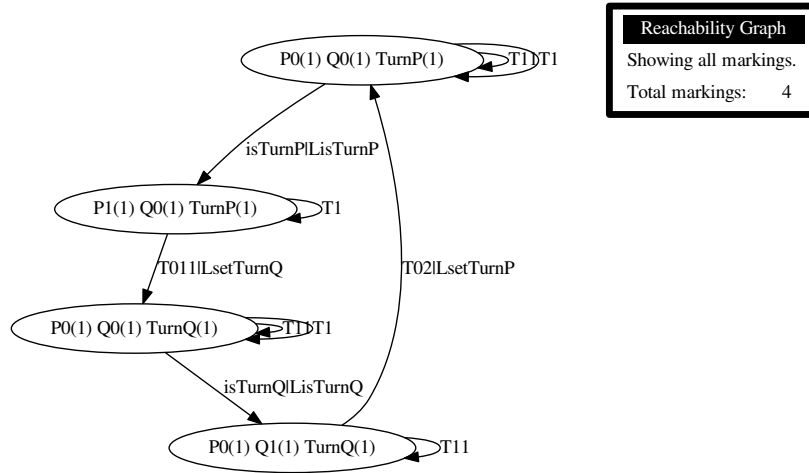 Reachability Graph
Showing all markings.
Total markings: 4
P0(1) Q0(1) TurnP(1)
T11
T1
isTurnP|LisTurnP
P1(1) Q0(1) TurnP(1)
T1
T011|LsetTurnQ
T02|LsetTurnP
P0(1) Q0(1) TurnQ(1)
T11
T1
isTurnQ|LisTurnQ
P0(1) Q1(1) TurnQ(1)
T11